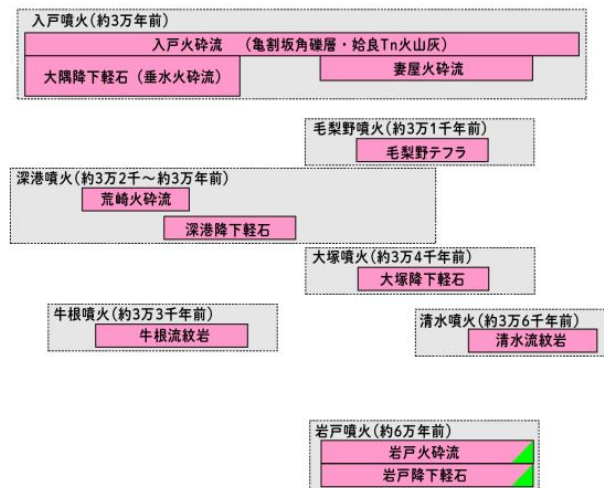 入戸噴火(約3万年前)
入戸火砕流　(亀割坂角礫層・姶良Tn火山灰)
大隅降下軽石(垂水火砕流)
妻屋火砕流
毛梨野噴火(約3万1千年前)
毛梨野テフラ
深港噴火(約3万2千～約3万年前)
荒崎火砕流
深港降下軽石
大塚噴火(約3万4千年前)
大塚降下軽石
牛根噴火(約3万3千年前)
牛根流紋岩
清水噴火(約3万6千年前)
清水流紋岩
岩戸噴火(約6万年前)
岩戸火砕流
岩戸降下軽石